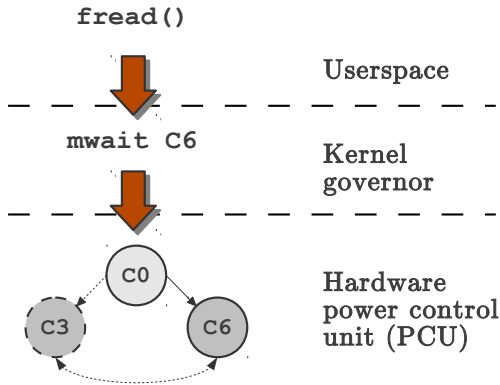 fread()
Userspace
mwait C6
Kernel
governor
C0
C3
C6
Hardware
power control
unit (PCU)